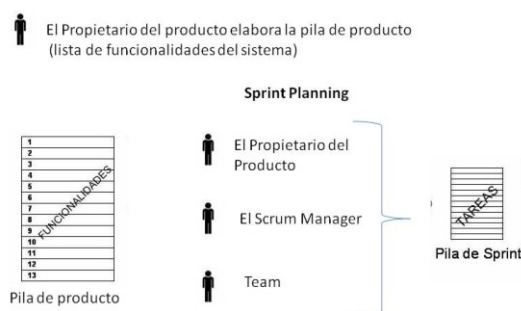 El Propietario del producto elabora la pila de producto
(lista de funcionalidades del sistema)
Sprint Planning
1
2
3
4
5
6
7
8
9
10
11
12
13
FUNCIONALIDADES
Pila de producto
El Propietario del
Producto
El Scrum Manager
Team
TAREAS
Pila de Sprint